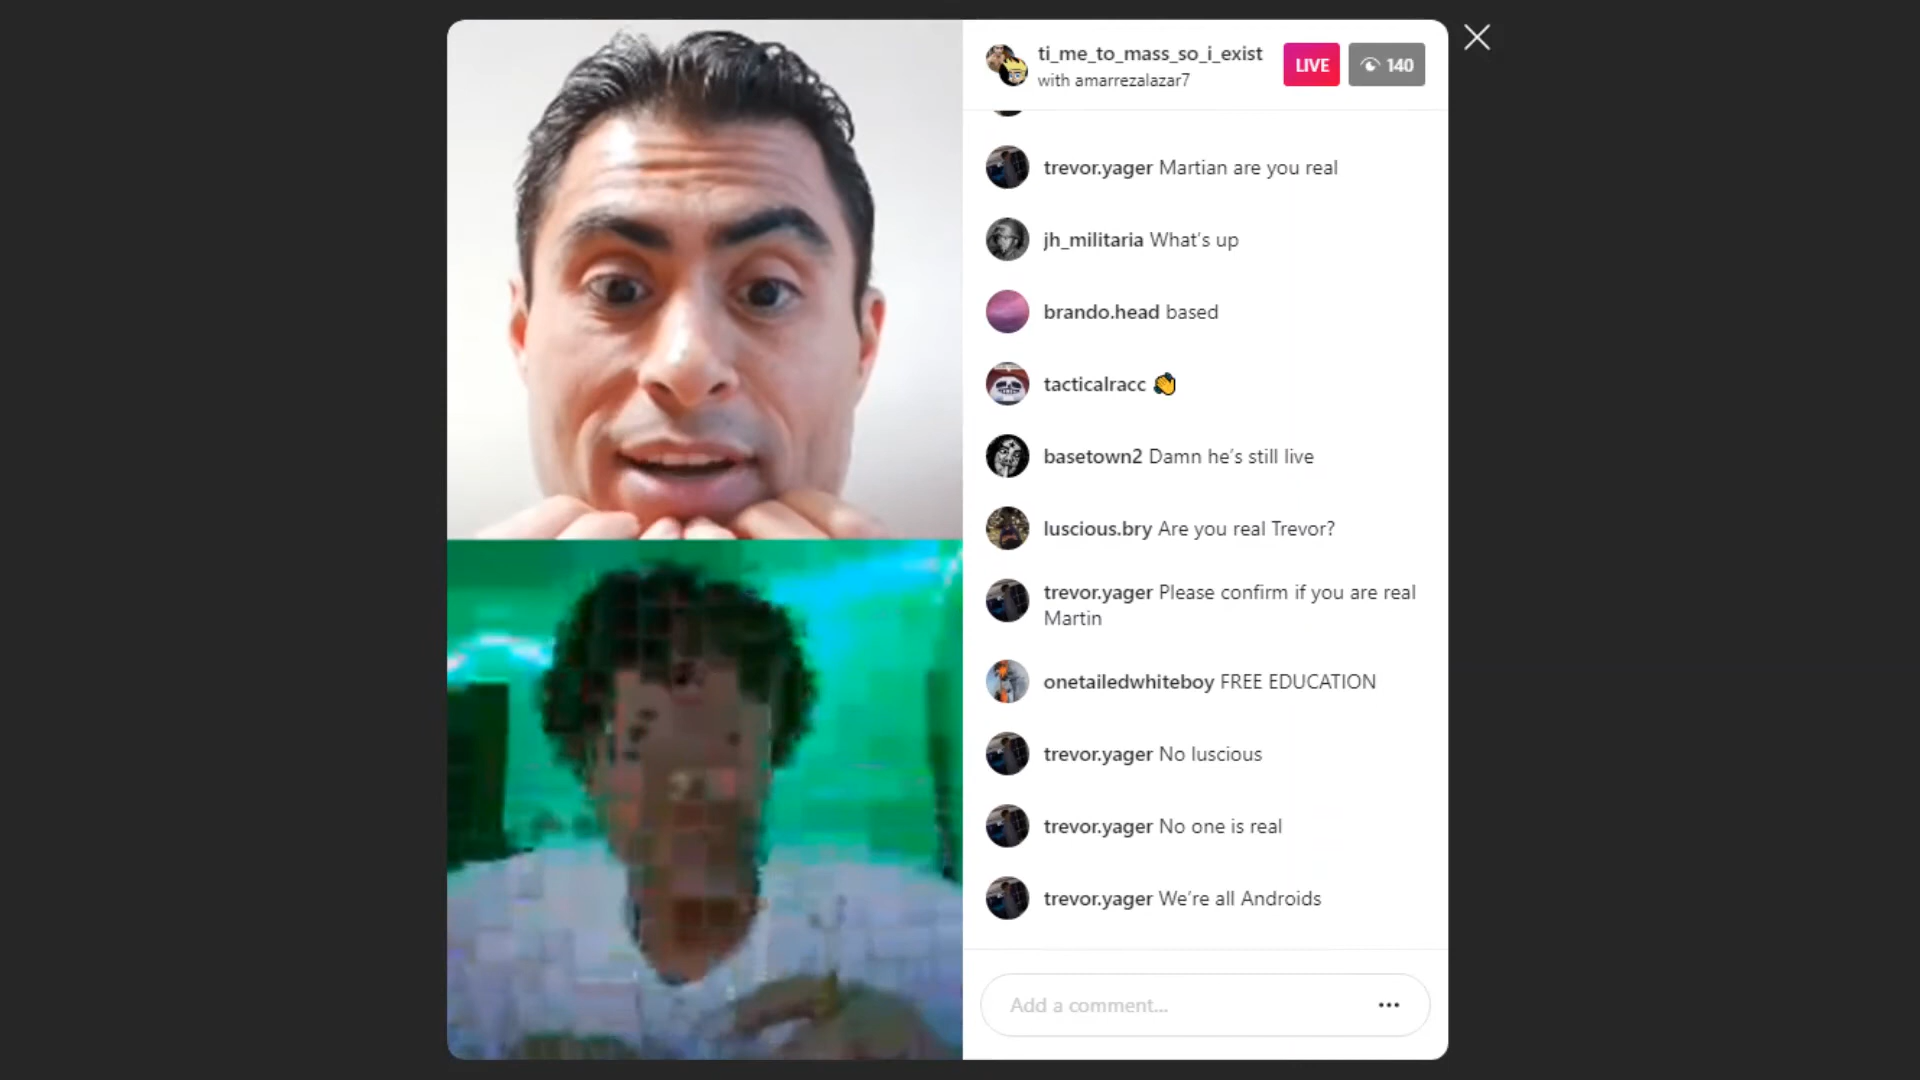 ti_me_to_mass_so_i_exist
with amarrezalazar7
LIVE
140
trevor.yager Martian are you real
jh_militaria What's up
brando.head based
tacticalracc 👏
basetown2 Damn he's still live
luscious.bry Are you real Trevor?
trevor.yager Please confirm if you are real
Martin
onetailedwhiteboy FREE EDUCATION
trevor.yager No luscious
trevor.yager No one is real
trevor.yager We're all Androids
Add a comment...